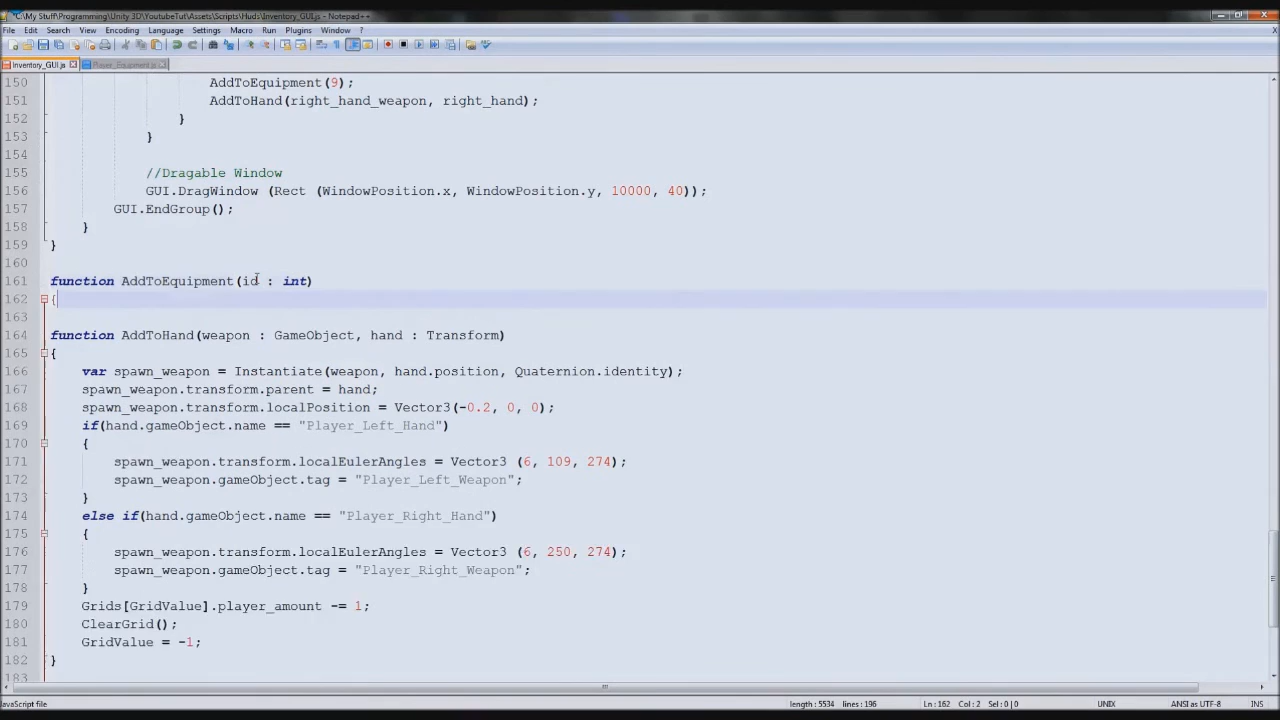 *C:\My Stuff\Programming\Unity 3D\YoutubeTut\Assets\Scripts\Huds\Inventory_GUI.js - Notepad++
File Edit Search View Encoding Language Settings Macro Run Plugins Window ?
X
Inventory_GUI.js Player_Equipment.js
150 AddToEquipment(9);
151 AddToHand(right_hand_weapon, right_hand);
152 }
153 }
154
155 //Dragable Window
156 GUI.DragWindow (Rect (WindowPosition.x, WindowPosition.y, 10000, 40));
157 GUI.EndGroup();
158 }
159 }
160
161 function AddToEquipment(id : int)
162 {
163
164 function AddToHand(weapon : GameObject, hand : Transform)
165 {
166 var spawn_weapon = Instantiate(weapon, hand.position, Quaternion.identity);
167 spawn_weapon.transform.parent = hand;
168 spawn_weapon.transform.localPosition = Vector3(-0.2, 0, 0);
169 if(hand.gameObject.name == "Player_Left_Hand")
170 {
171 spawn_weapon.transform.localEulerAngles = Vector3 (6, 109, 274);
172 spawn_weapon.gameObject.tag = "Player_Left_Weapon";
173 }
174 else if(hand.gameObject.name == "Player_Right_Hand")
175 {
176 spawn_weapon.transform.localEulerAngles = Vector3 (6, 250, 274);
177 spawn_weapon.gameObject.tag = "Player_Right_Weapon";
178 }
179 Grids[GridValue].player_amount -= 1;
180 ClearGrid();
181 GridValue = -1;
182 }
183
JavaScript file length : 5534 lines : 196 Ln : 162 Col : 2 Sel : 0 | 0 UNIX ANSI as UTF-8 INS